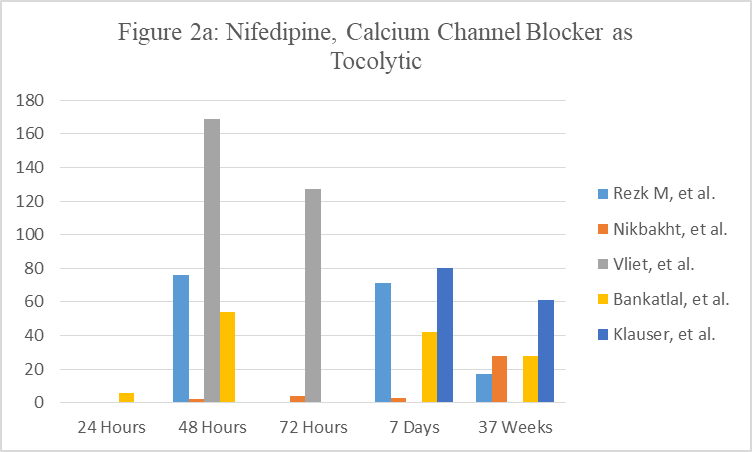 Figure 2a: Nifedipine, Calcium Channel Blocker as
Tocolytic
180
160
140
120
100
80
60
40
20
0
24 Hours
48 Hours
72 Hours
7 Days
37 Weeks
Rezk M, et al.
Nikbakht, et al.
Vliet, et al.
Bankatlal, et al.
Klauser, et al.